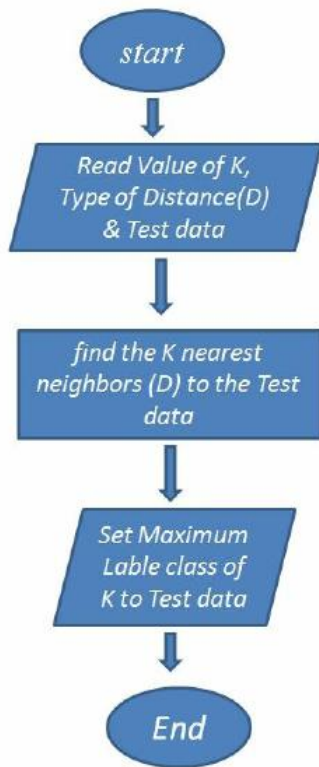 start
Read Value of K,
Type of Distance(D)
& Test data
find the K nearest
neighbors (D) to the Test
data
Set Maximum
Lable class of
K to Test data
End